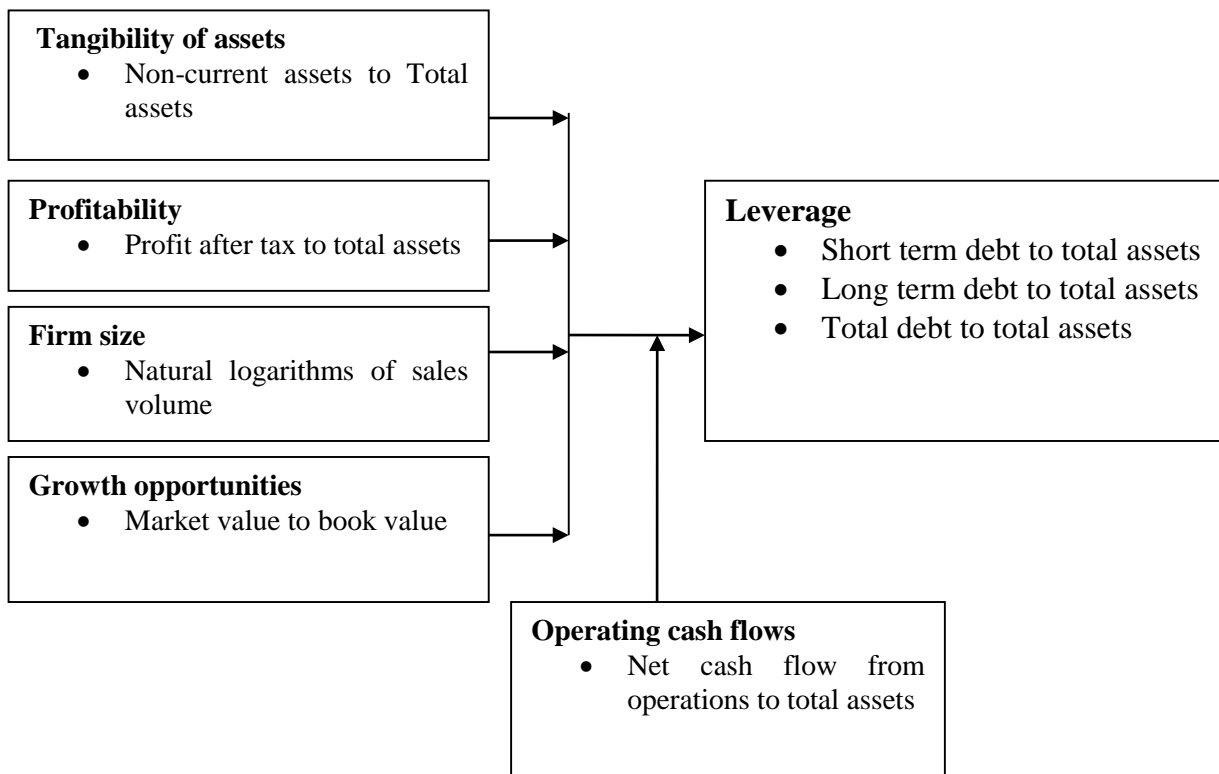 Tangibility of assets
• Non-current assets to Total
assets
Profitability
• Profit after tax to total assets
Firm size
• Natural logarithms of sales
volume
Growth opportunities
• Market value to book value
Leverage
• Short term debt to total assets
• Long term debt to total assets
• Total debt to total assets
Operating cash flows
• Net cash flow from
operations to total assets